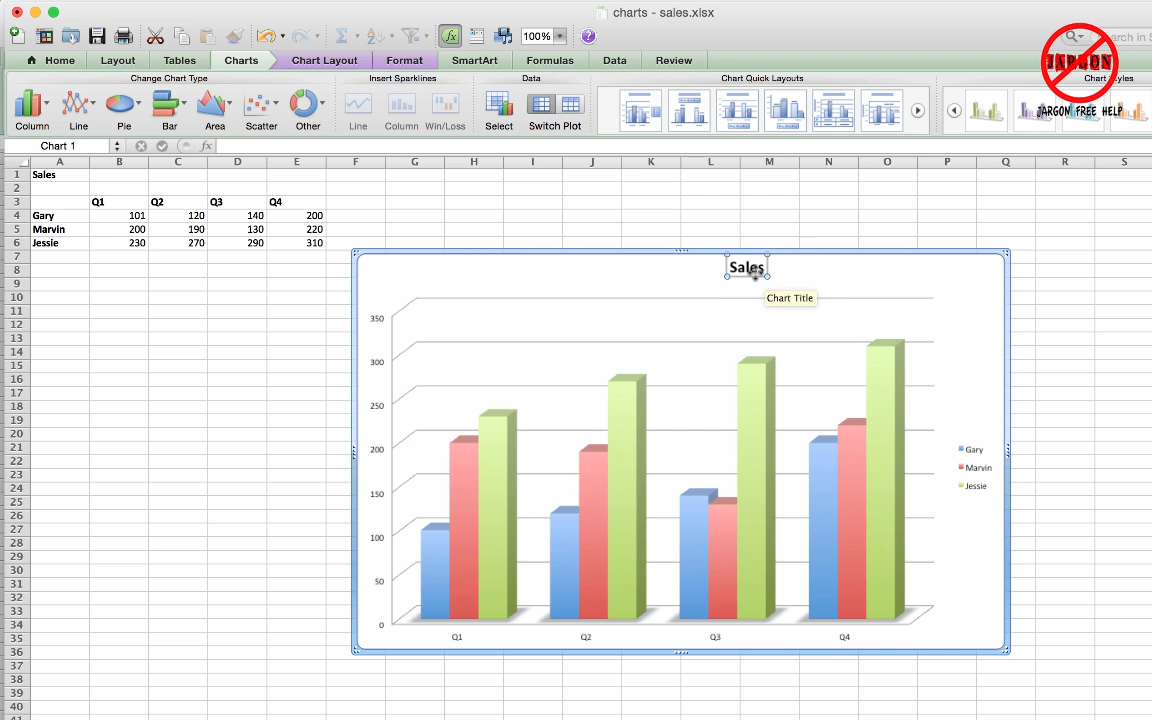 charts - sales.xlsx
100%
Home Layout Tables Charts Chart Layout Format SmartArt Formulas Data Review
JARGON
JARGON FREE HELP
Change Chart Type Insert Sparklines Data Chart Quick Layouts
Column Line Pie Bar Area Scatter Other Line Column Win/Loss Select Switch Plot
Chart 1 fx
A B C D E F G H I J K L M N O P Q R S
1 Sales
2
3 Q1 Q2 Q3 Q4
4 Gary 101 120 140 200
5 Marvin 200 190 130 220
6 Jessie 230 270 290 310
7
8
9
10
11
12
13
14
15
16
17
18
19
20
21
22
23
24
25
26
27
28
29
30
31
32
33
34
35
36
37
38
39
40
Sales
Chart Title
350
300
250
200
150
100
50
0
Q1 Q2 Q3 Q4
Gary
Marvin
Jessie